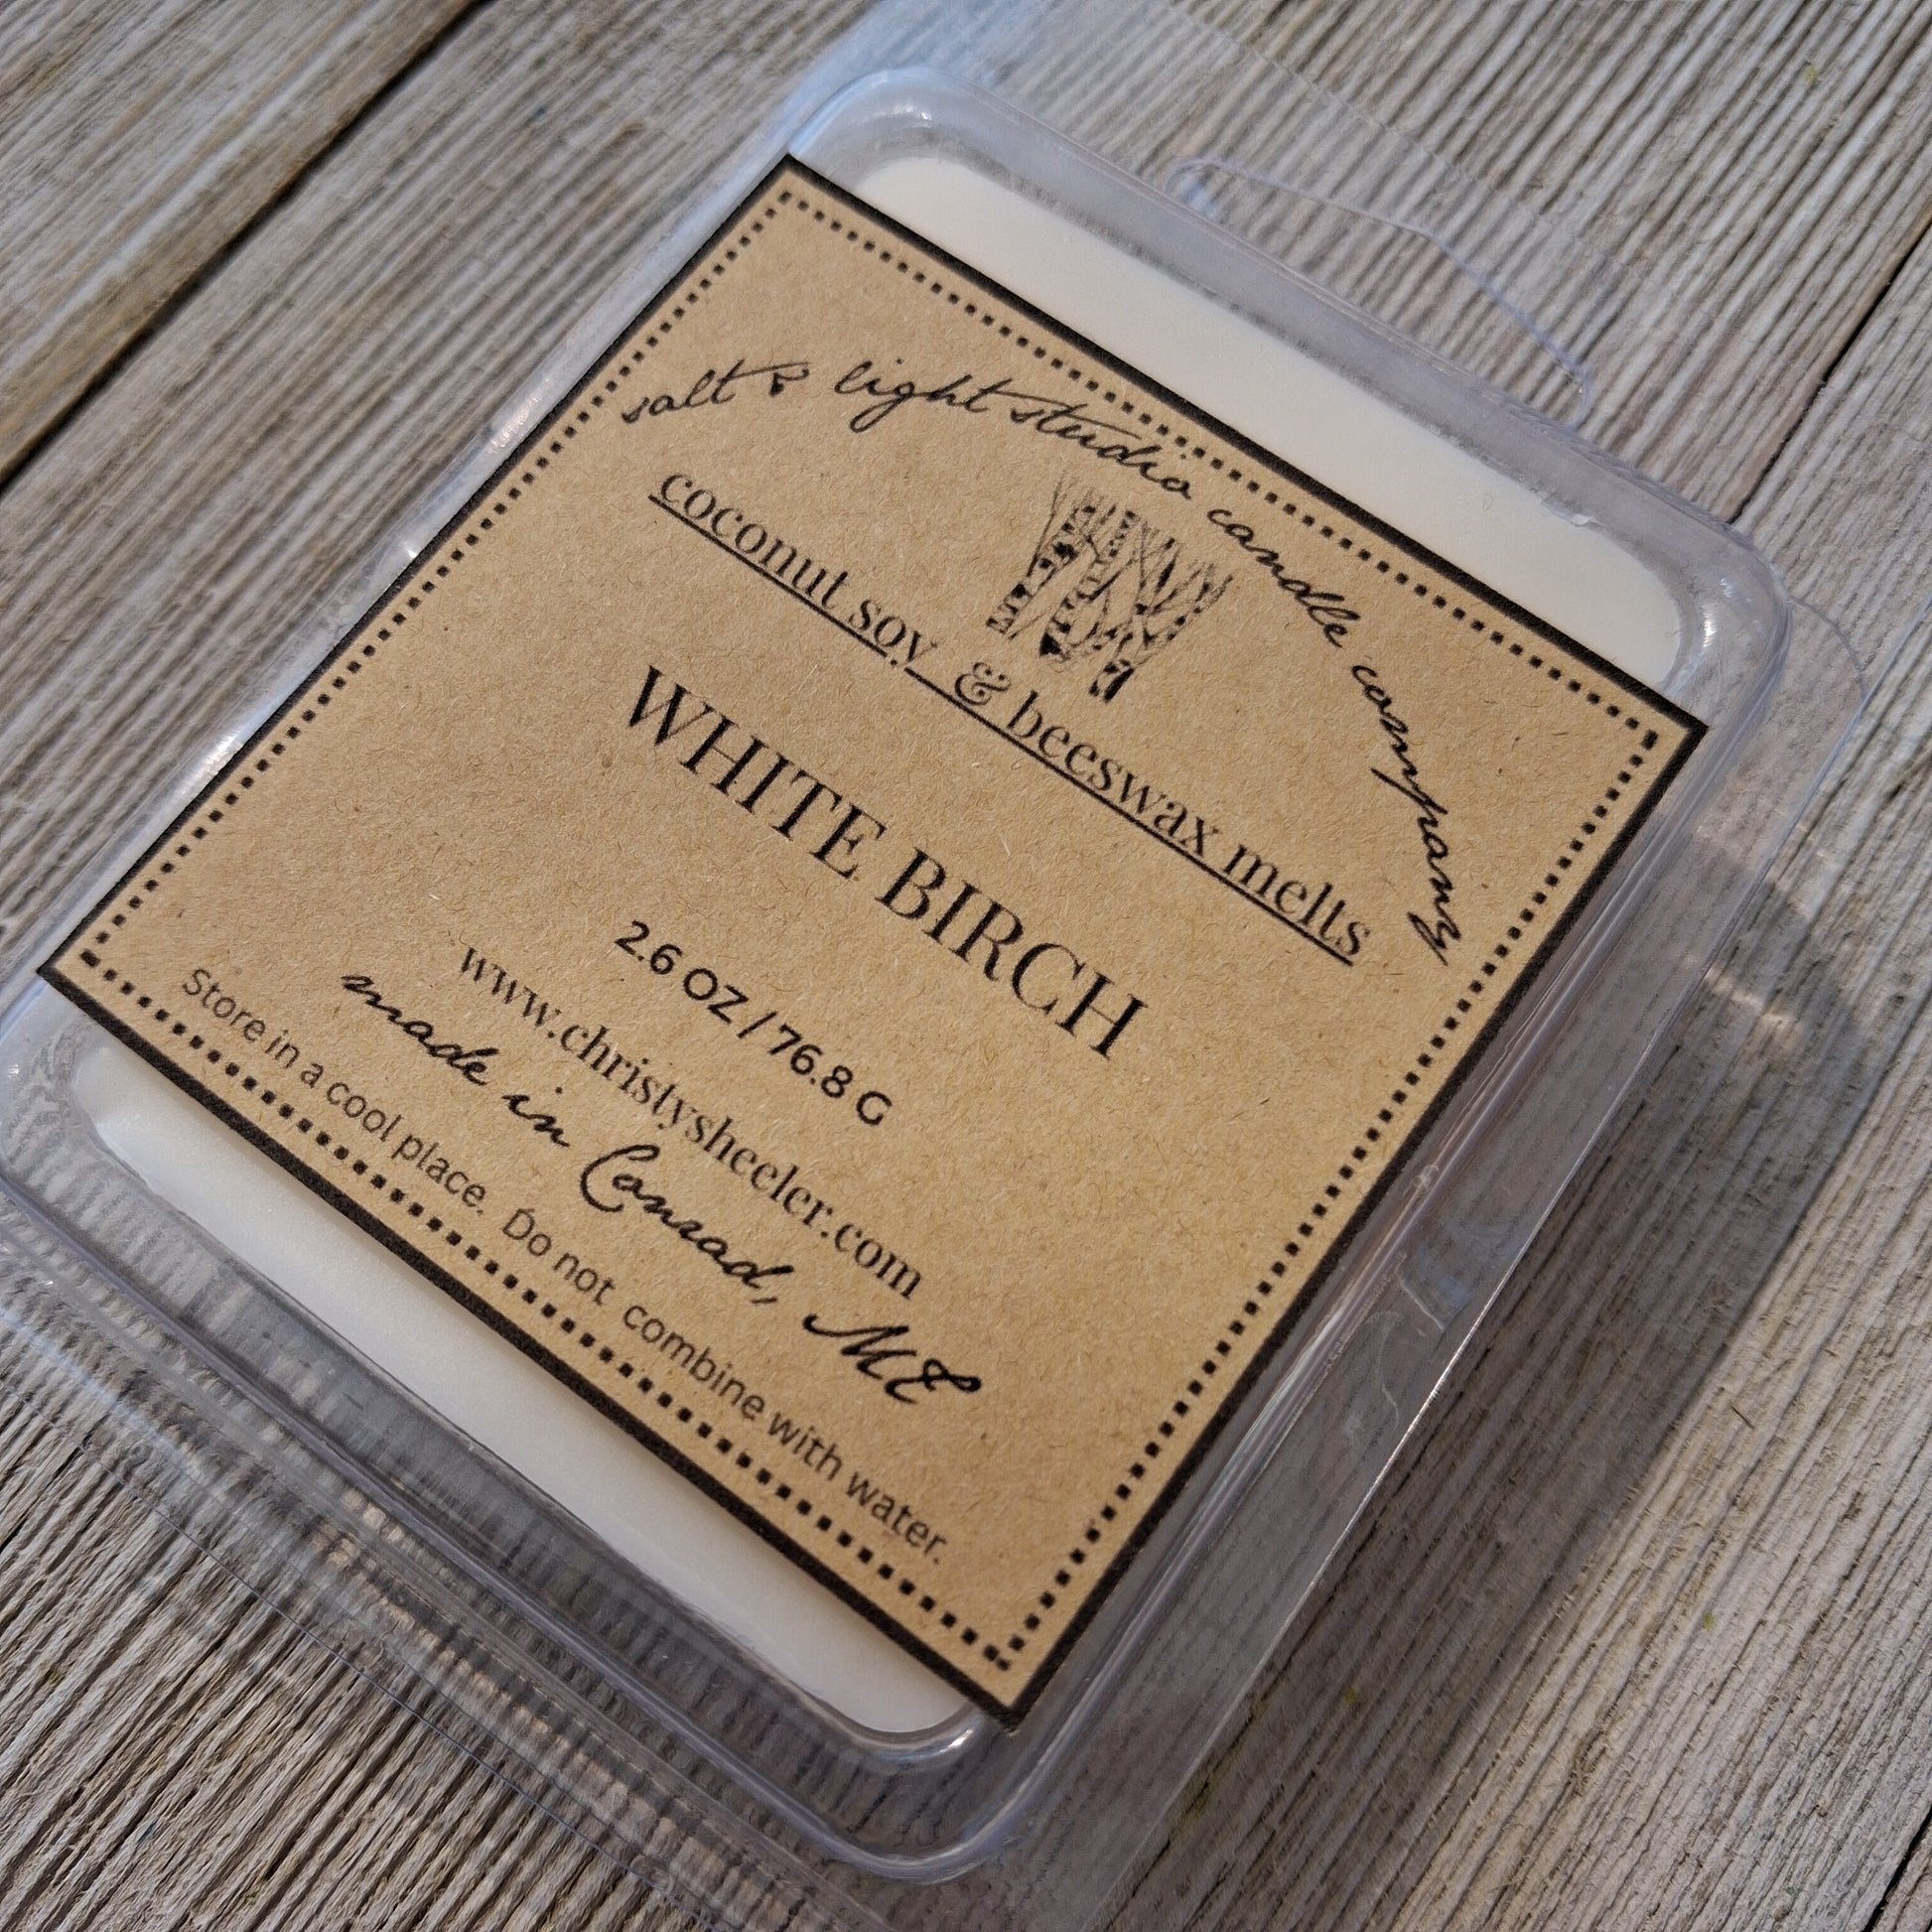 salt & light studio candle company
coconut soy & beeswax melts
WHITE BIRCH
2.6 OZ / 76.8 G
www.christysheeler.com
made in Conrad, MT
Store in a cool place. Do not combine with water.